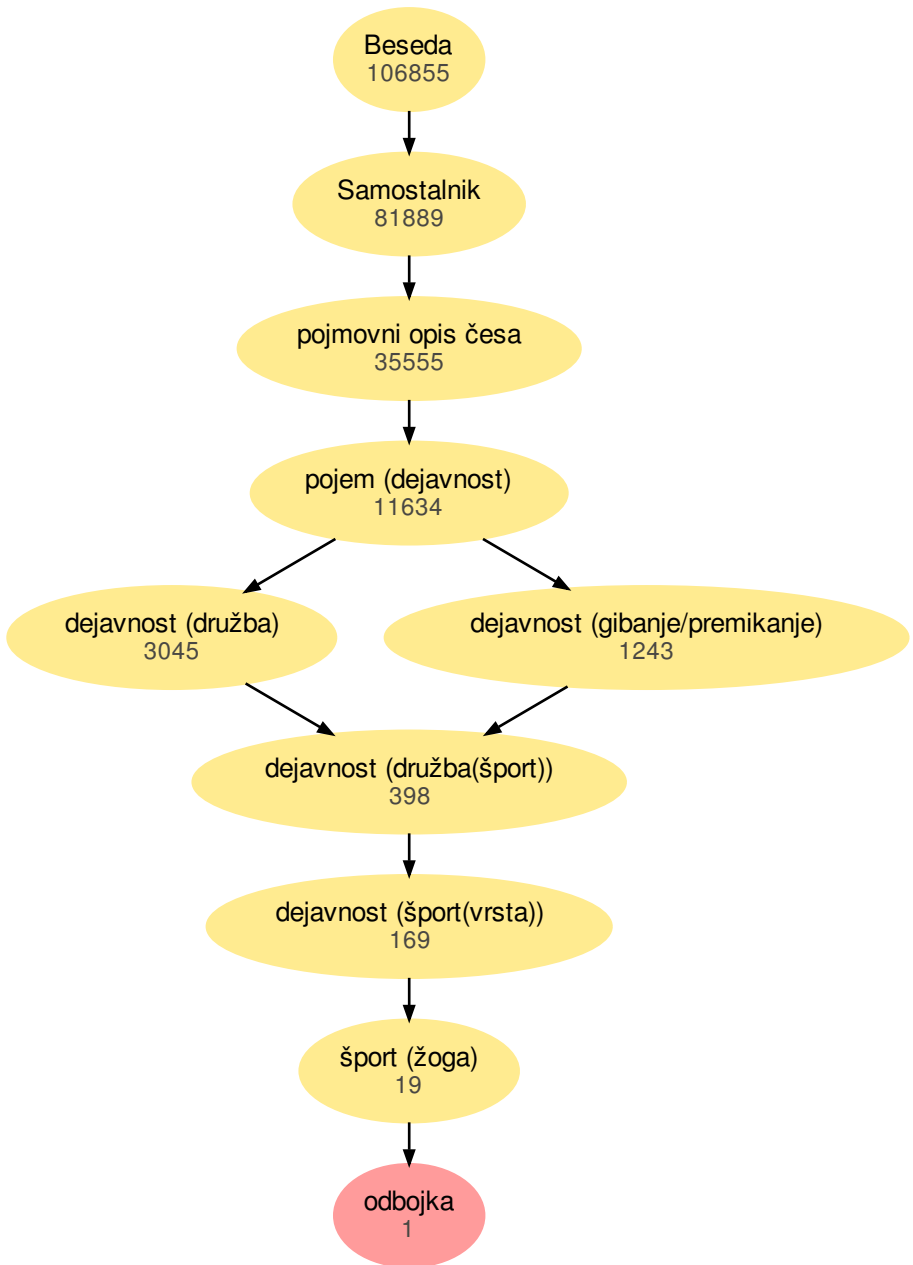 Beseda
106855
Samostalnik
81889
pojmovni opis česa
35555
pojem (dejavnost)
11634
dejavnost (družba)
3045
dejavnost (gibanje/premikanje)
1243
dejavnost (družba(šport))
398
dejavnost (šport(vrsta))
169
šport (žoga)
19
odbojka
1